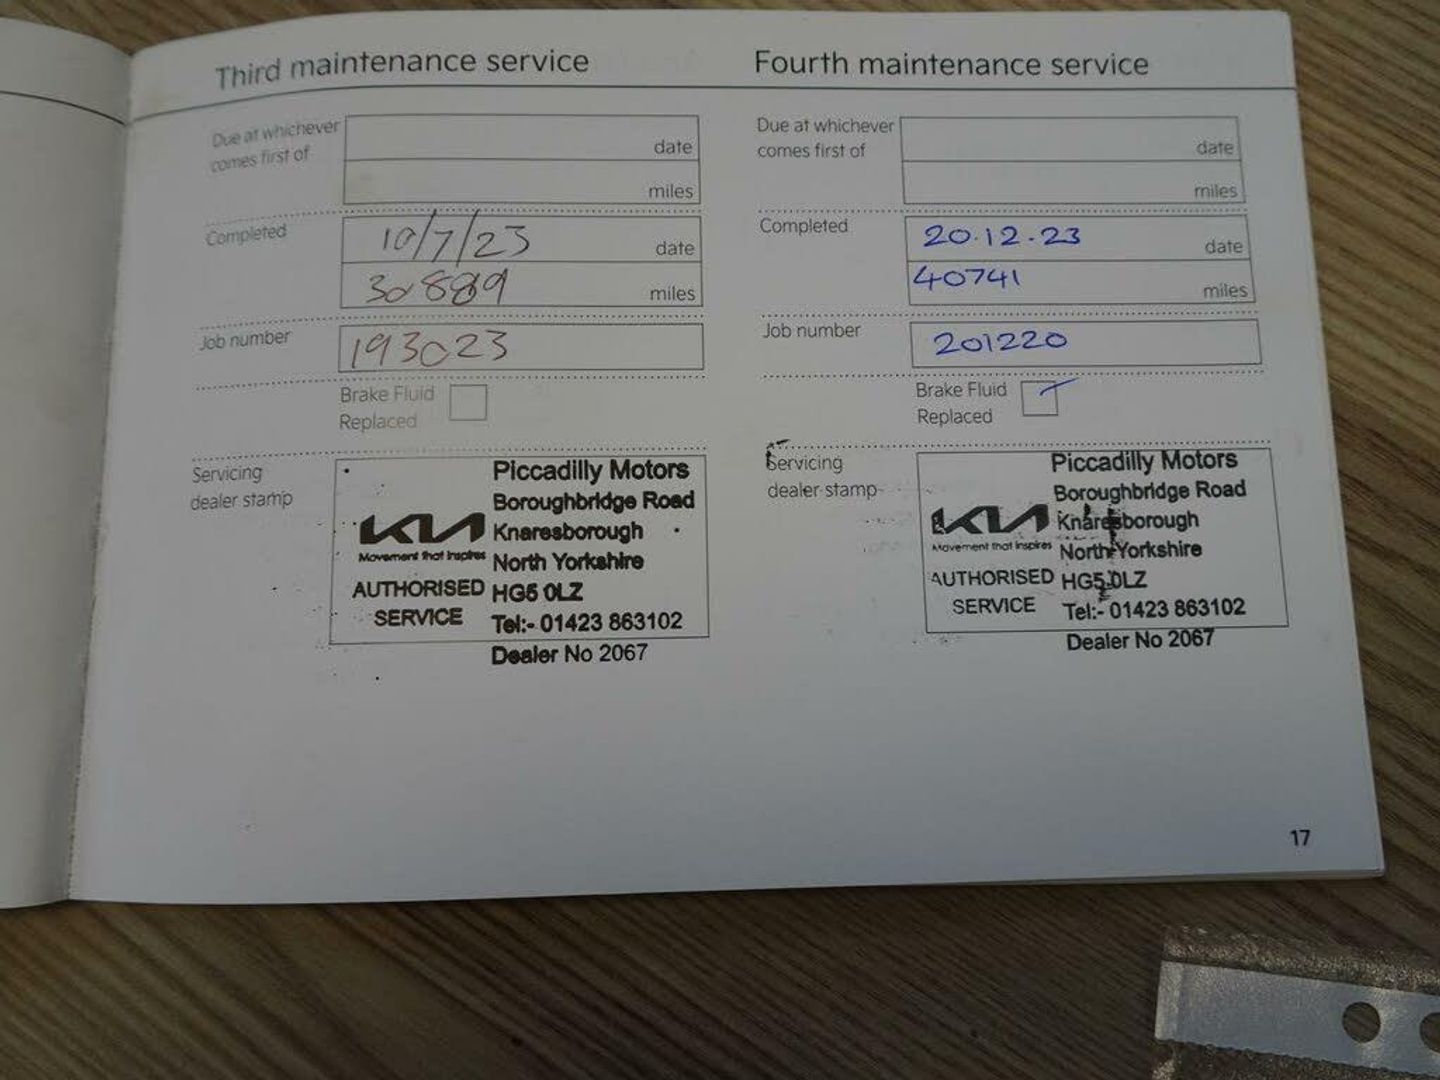 Third maintenance service
Due at whichever
comes first of
date
miles
Completed
10/7/23
date
30889
miles
Job number
193023
Brake Fluid
Replaced
Servicing
dealer stamp
KIA
Movement that inspires
AUTHORISED
SERVICE
Piccadilly Motors
Boroughbridge Road
Knaresborough
North Yorkshire
HG5 0LZ
Tel:- 01423 863102
Dealer No 2067
Fourth maintenance service
Due at whichever
comes first of
date
miles
Completed
20.12.23
date
40741
miles
Job number
201220
Brake Fluid
Replaced
Servicing
dealer stamp
KIA
Movement that inspires
AUTHORISED
SERVICE
Piccadilly Motors
Boroughbridge Road
Knaresborough
North Yorkshire
HG5 0LZ
Tel:- 01423 863102
Dealer No 2067
17